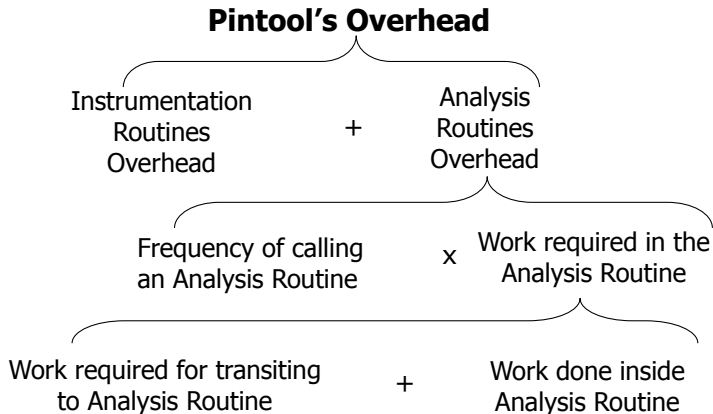 Pintool's Overhead
Instrumentation
Routines
Overhead
+
Analysis
Routines
Overhead
Frequency of calling
an Analysis Routine
x
Work required in the
Analysis Routine
Work required for transiting
to Analysis Routine
+
Work done inside
Analysis Routine